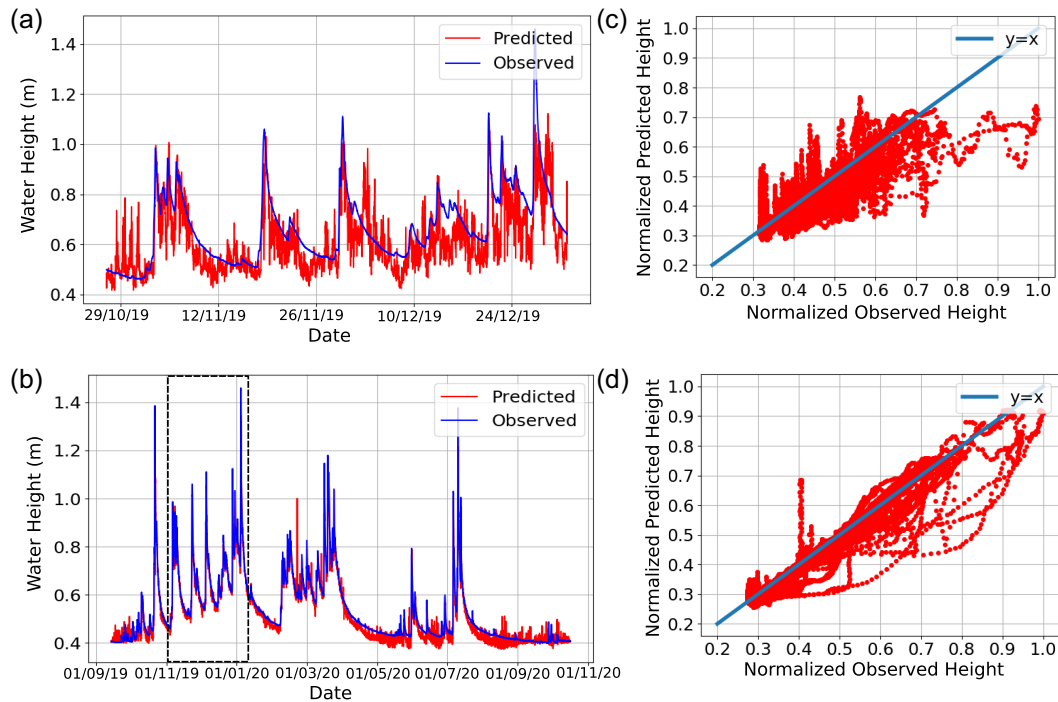 (a)
Water Height (m)
1.4
1.2
1.0
0.8
0.6
0.4
Predicted
Observed
29/10/19 12/11/19 26/11/19 10/12/19 24/12/19
Date
(c)
Normalized Predicted Height
1.0
0.9
0.8
0.7
0.6
0.5
0.4
0.3
0.2
y=x
0.2 0.3 0.4 0.5 0.6 0.7 0.8 0.9 1.0
Normalized Observed Height
(b)
Water Height (m)
1.4
1.2
1.0
0.8
0.6
0.4
Predicted
Observed
01/09/19 01/11/19 01/01/20 01/03/20 01/05/20 01/07/20 01/09/20 01/11/20
Date
(d)
Normalized Predicted Height
1.0
0.9
0.8
0.7
0.6
0.5
0.4
0.3
0.2
y=x
0.2 0.3 0.4 0.5 0.6 0.7 0.8 0.9 1.0
Normalized Observed Height